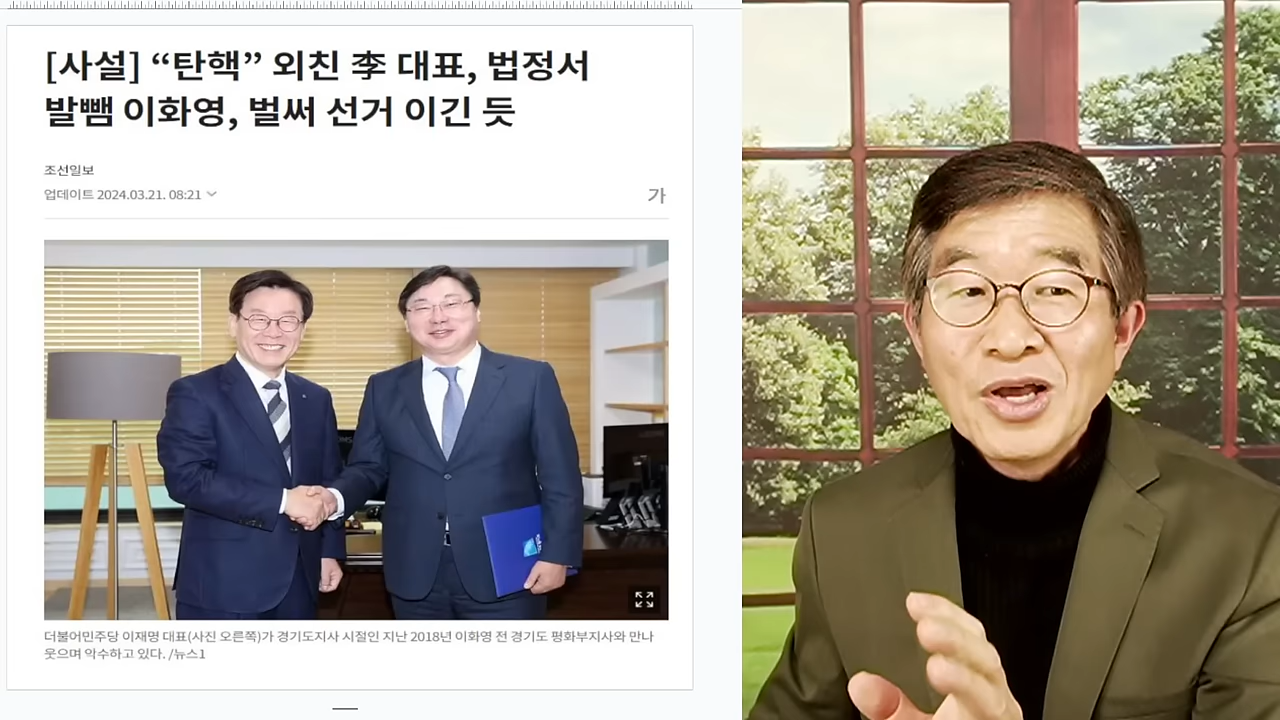 [사설] “탄핵” 외친 李 대표, 법정서
발뺌 이화영, 벌써 선거 이긴 듯
조선일보
업데이트 2024.03.21. 08:21
가
더불어민주당 이재명 대표(사진 오른쪽)가 경기도지사 시절인 지난 2018년 이화영 전 경기도 평화부지사와 만나
웃으며 악수하고 있다. /뉴스1